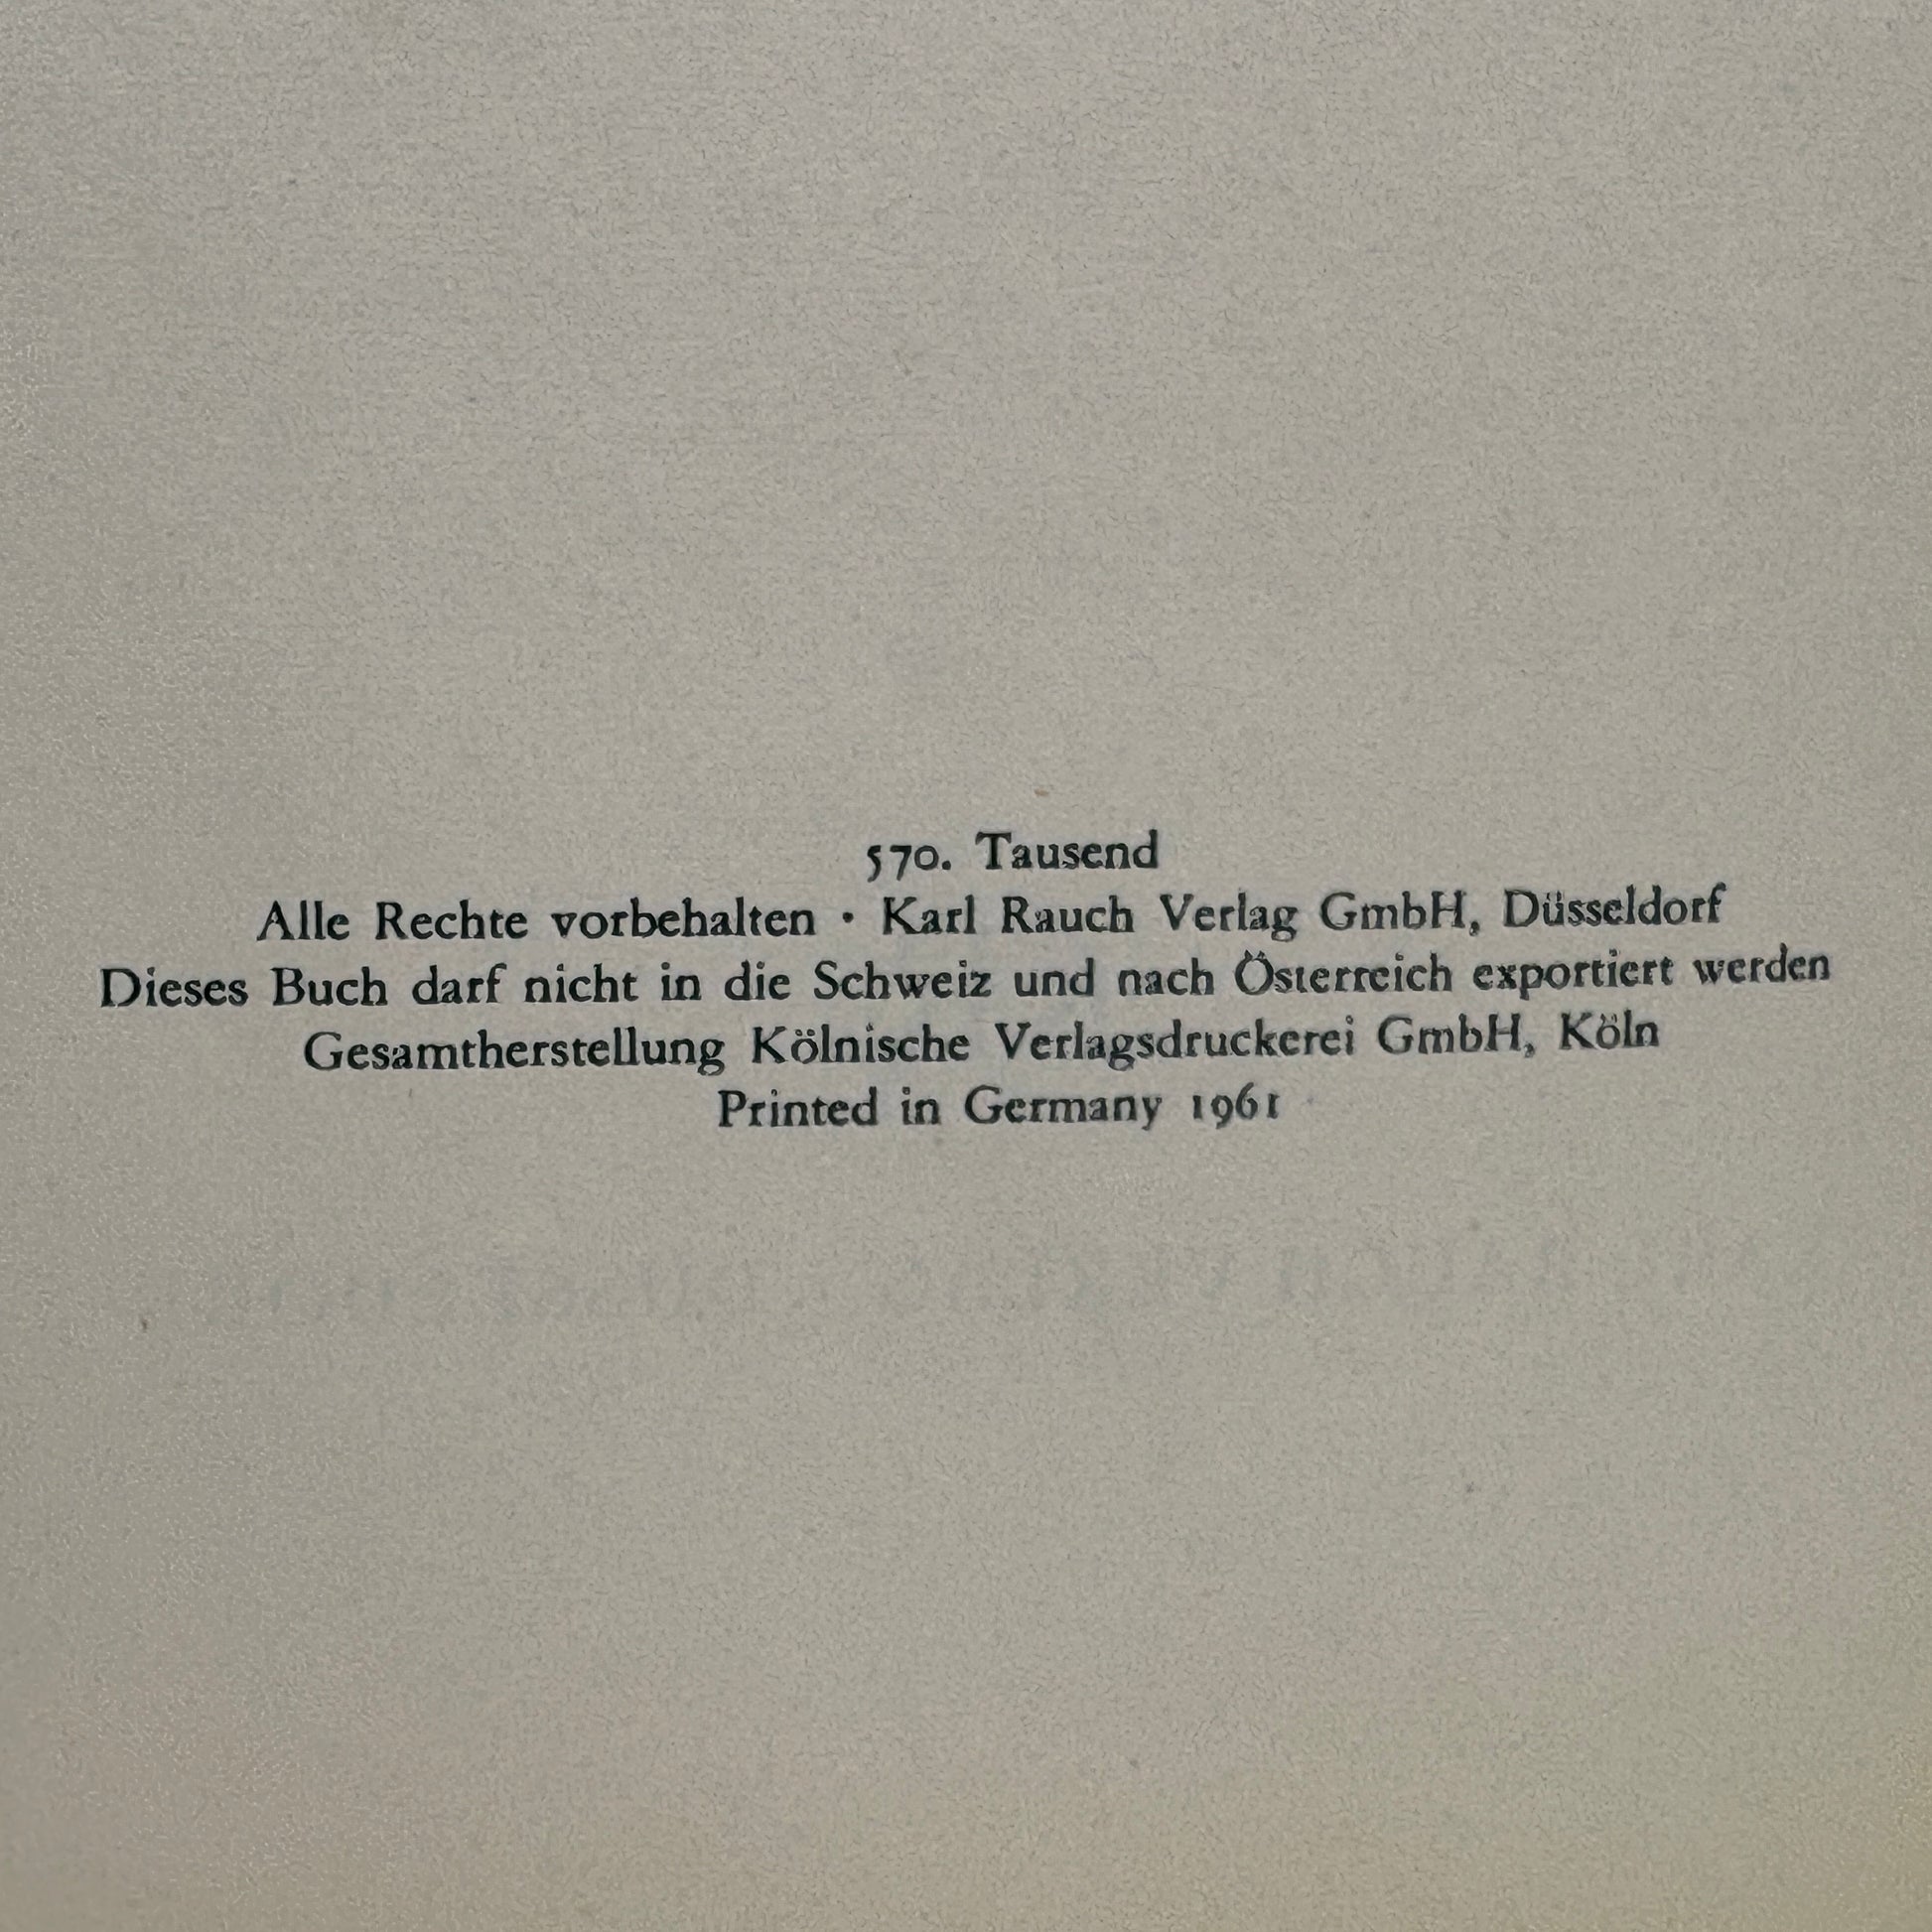 570. Tausend
Alle Rechte vorbehalten · Karl Rauch Verlag GmbH, Düsseldorf
Dieses Buch darf nicht in die Schweiz und nach Österreich exportiert werden
Gesamtherstellung Kölnische Verlagsdruckerei GmbH, Köln
Printed in Germany 1961